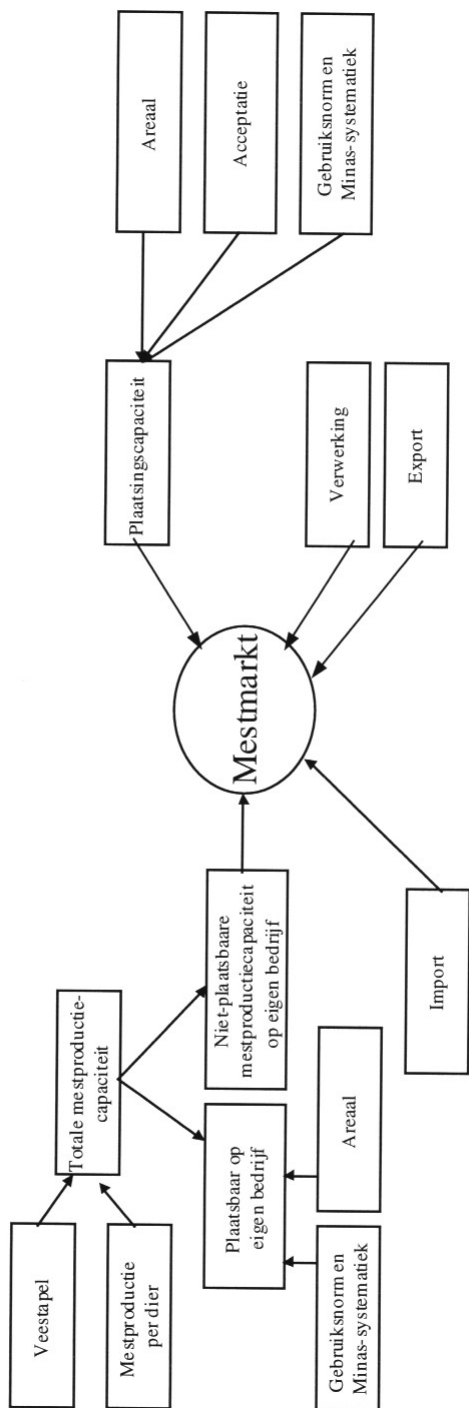 Veestapel
Mestproductie
per dier
Totale mestproductie-
capaciteit
Plaatsbaar op
eigen bedrijf
Gebruiksnorm en
Minas-systematiek
Areaal
Niet-plaatsbaare
mestproductiecapaciteit
op eigen bedrijf
Import
Mestmarkt
Plaatsingscapaciteit
Verwerking
Export
Areaal
Acceptatie
Gebruiksnorm en
Minas-systematiek